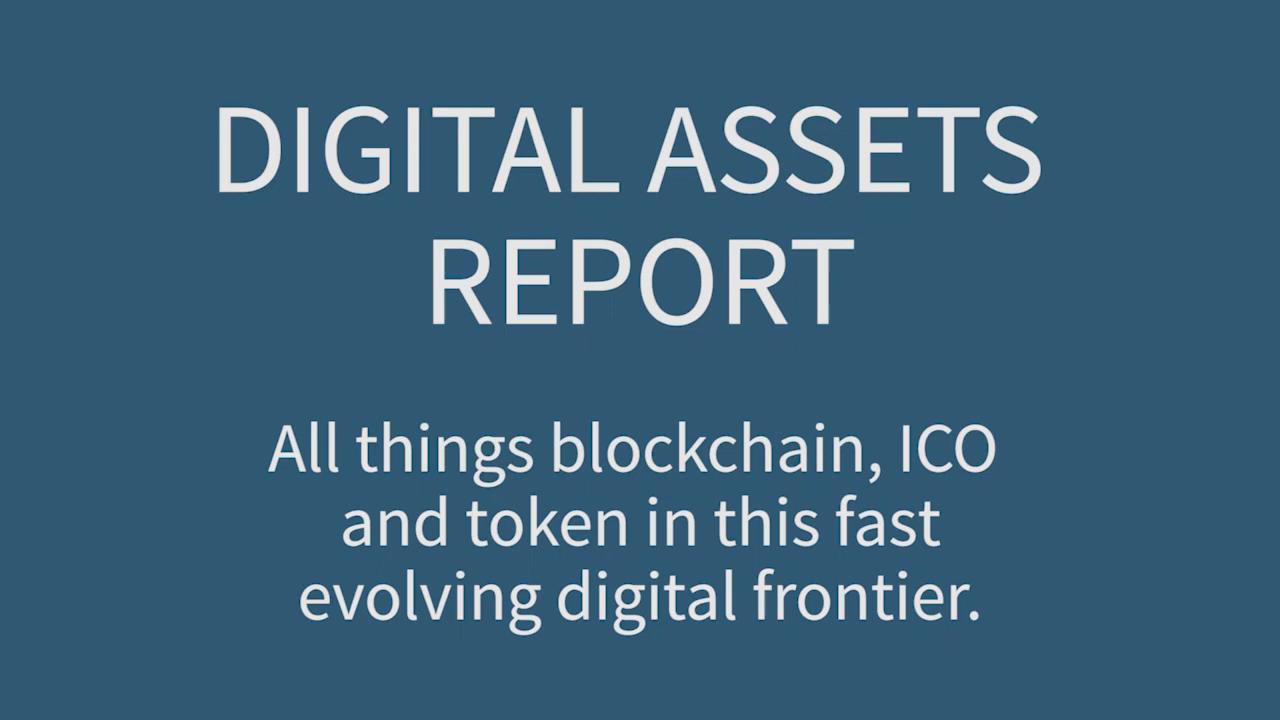 DIGITAL ASSETS
REPORT
All things blockchain, ICO
and token in this fast
evolving digital frontier.